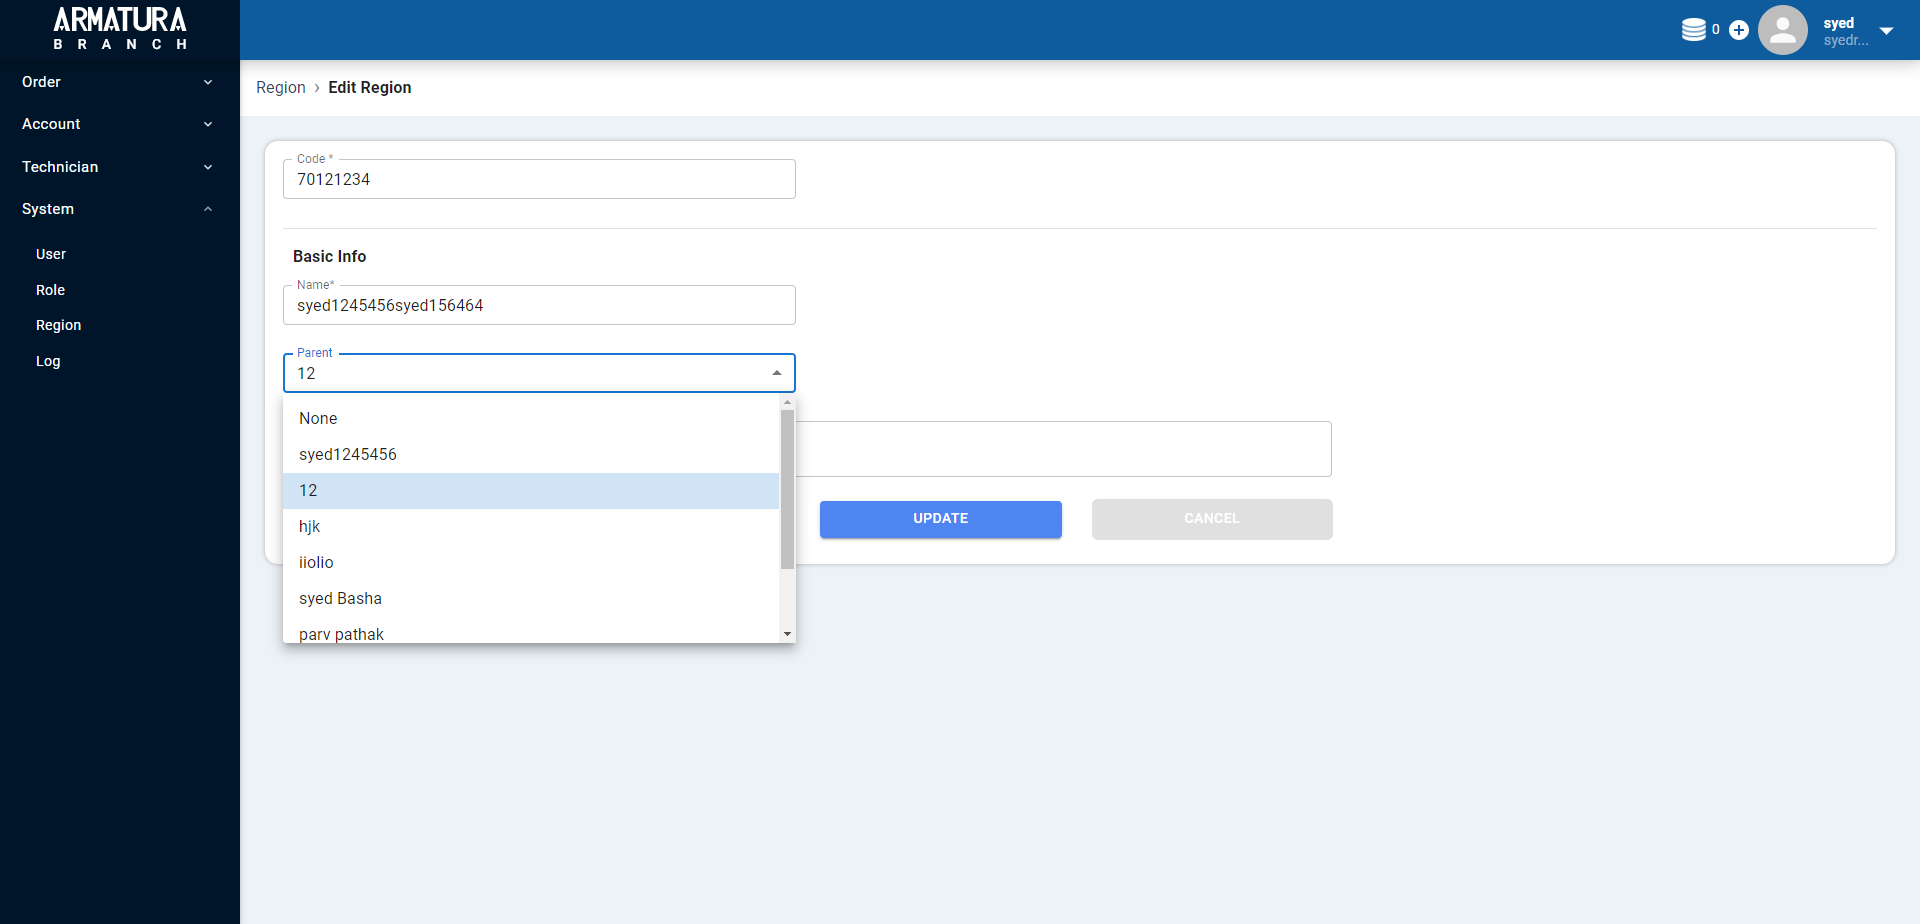 ARMATURA
BRANCH
0
syed
syedr...
Order
Account
Technician
System
User
Role
Region
Log
Region › Edit Region
Code *
70121234
Basic Info
Name*
syed1245456syed156464
Parent
12
None
syed1245456
12
hjk
iiolio
syed Basha
parv pathak
UPDATE
CANCEL